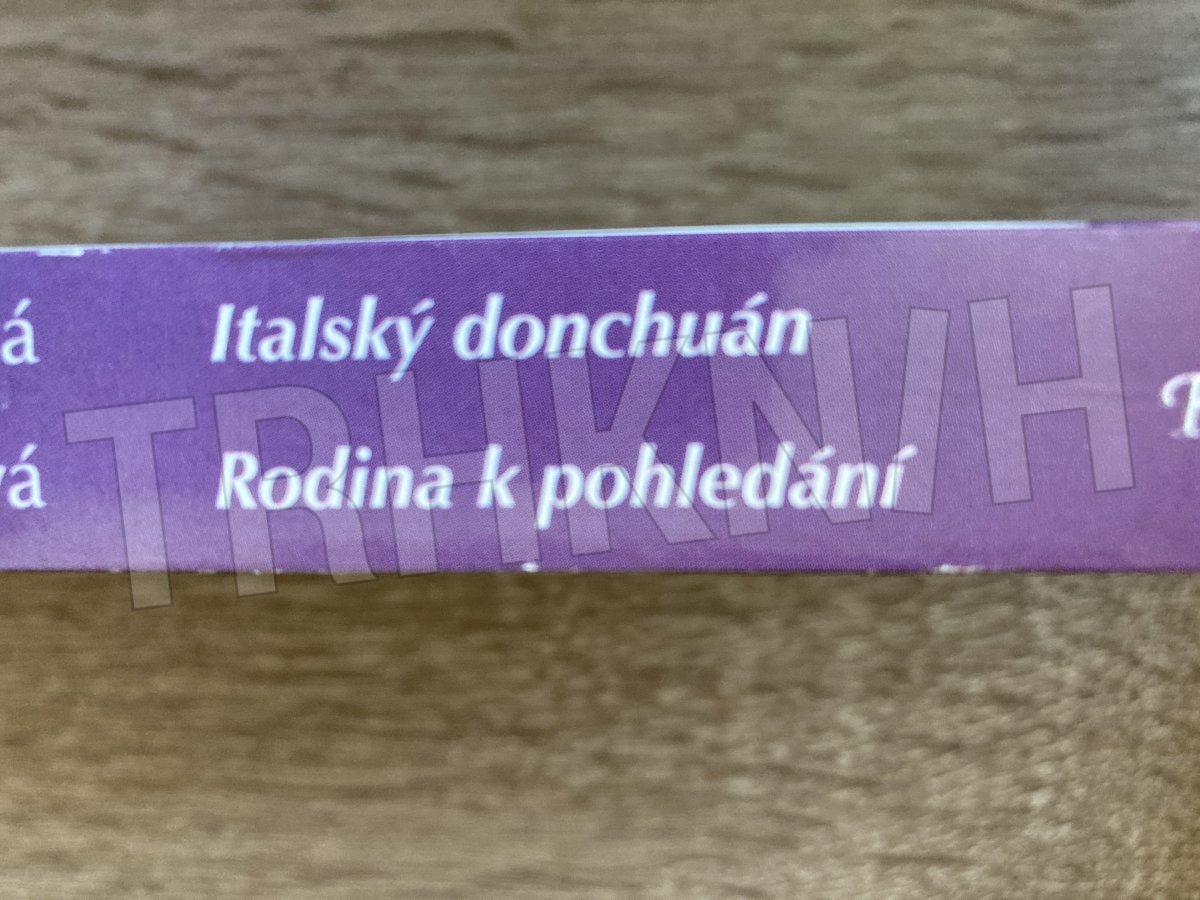 Italský donchuán
Rodina k pohledání
TRHKNIH